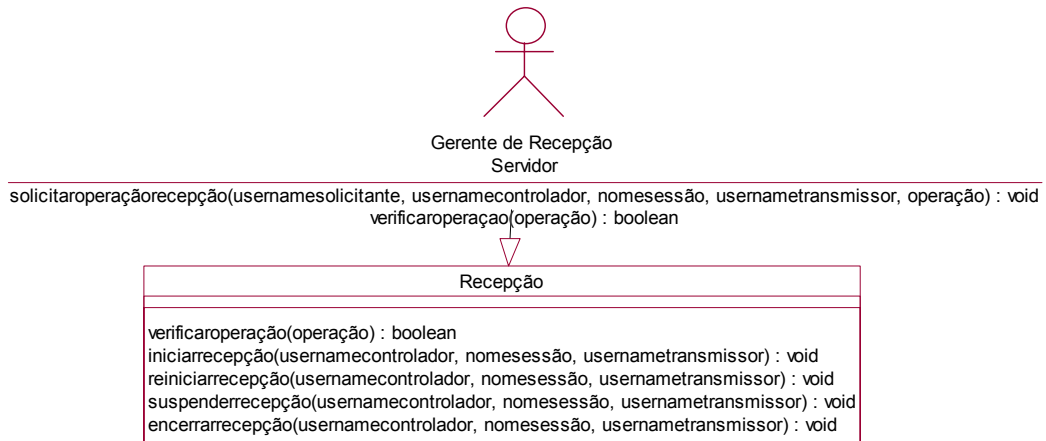 Gerente de Recepção
Servidor
solicitaroperaçãorecepção(usernamesolicitante, usernamecontrolador, nomesessão, usernametransmissor, operação) : void
verificaroperaçao(operação) : boolean
Recepção
verificaroperação(operação) : boolean
iniciarrecepção(usernamecontrolador, nomesessão, usernametransmissor) : void
reiniciarrecepção(usernamecontrolador, nomesessão, usernametransmissor) : void
suspenderrecepção(usernamecontrolador, nomesessão, usernametransmissor) : void
encerrarrecepção(usernamecontrolador, nomesessão, usernametransmissor) : void